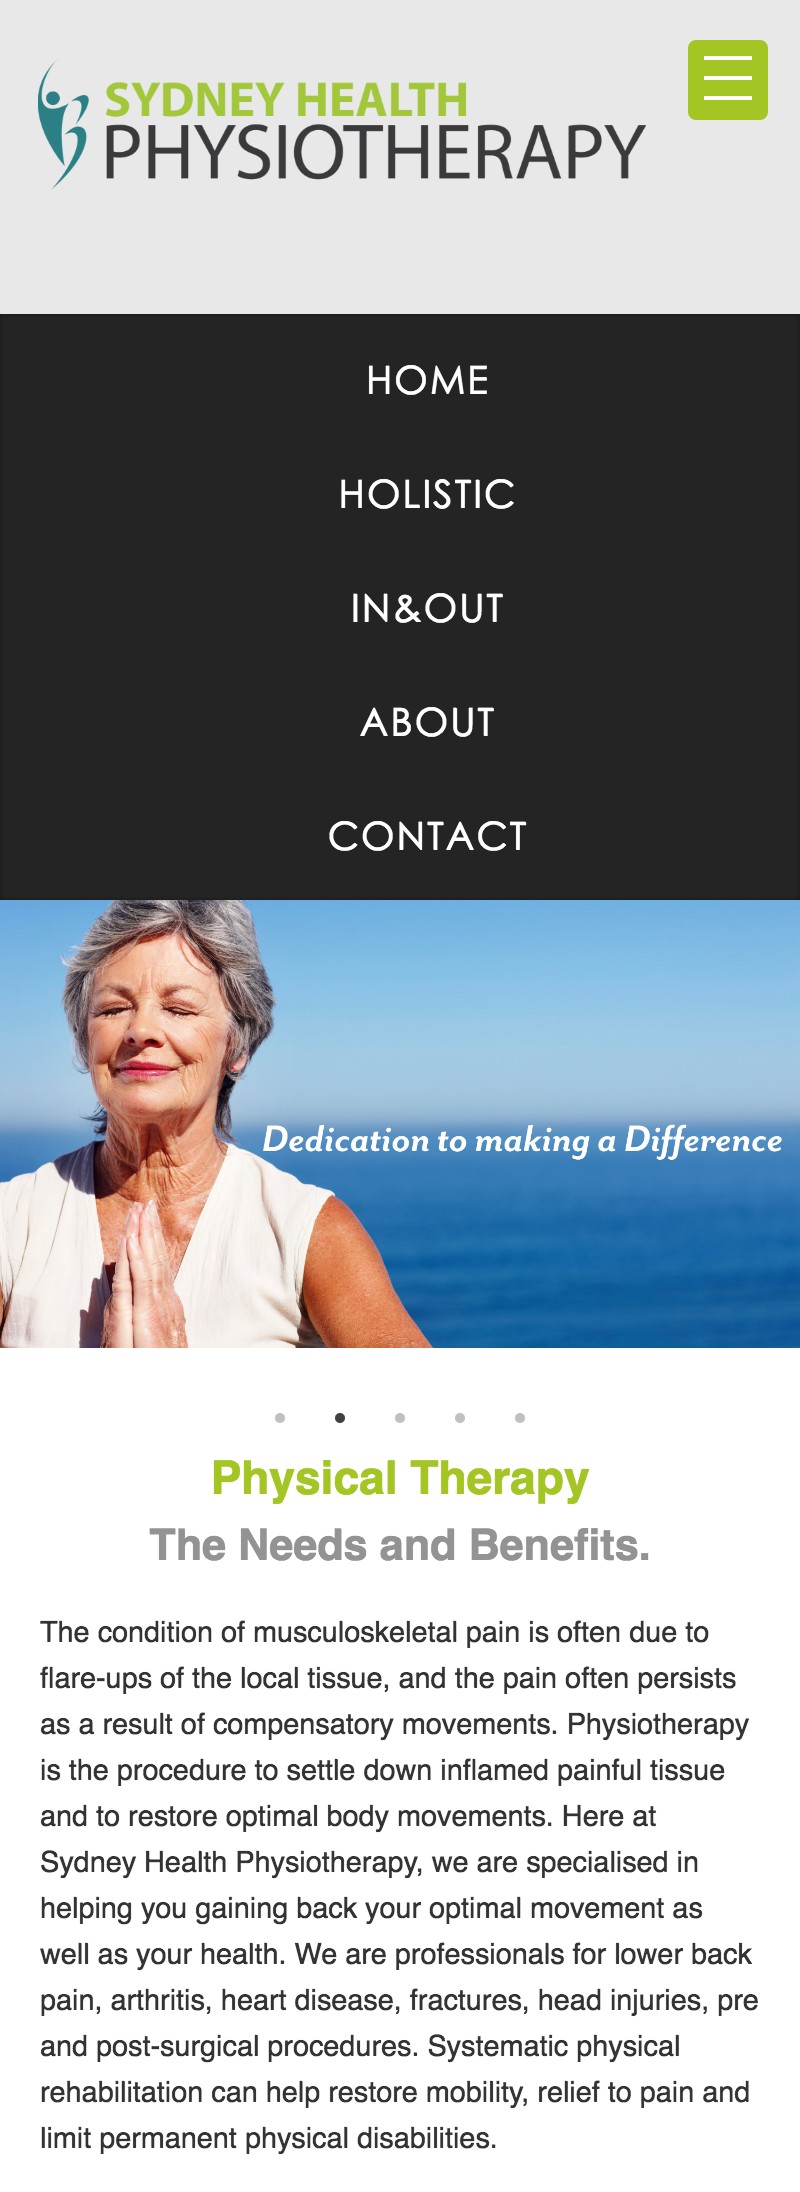 SYDNEY HEALTH
PHYSIOTHERAPY
HOME
HOLISTIC
IN&OUT
ABOUT
CONTACT
Dedication to making a Difference
Physical Therapy
The Needs and Benefits.
The condition of musculoskeletal pain is often due to
flare-ups of the local tissue, and the pain often persists
as a result of compensatory movements. Physiotherapy
is the procedure to settle down inflamed painful tissue
and to restore optimal body movements. Here at
Sydney Health Physiotherapy, we are specialised in
helping you gaining back your optimal movement as
well as your health. We are professionals for lower back
pain, arthritis, heart disease, fractures, head injuries, pre
and post-surgical procedures. Systematic physical
rehabilitation can help restore mobility, relief to pain and
limit permanent physical disabilities.